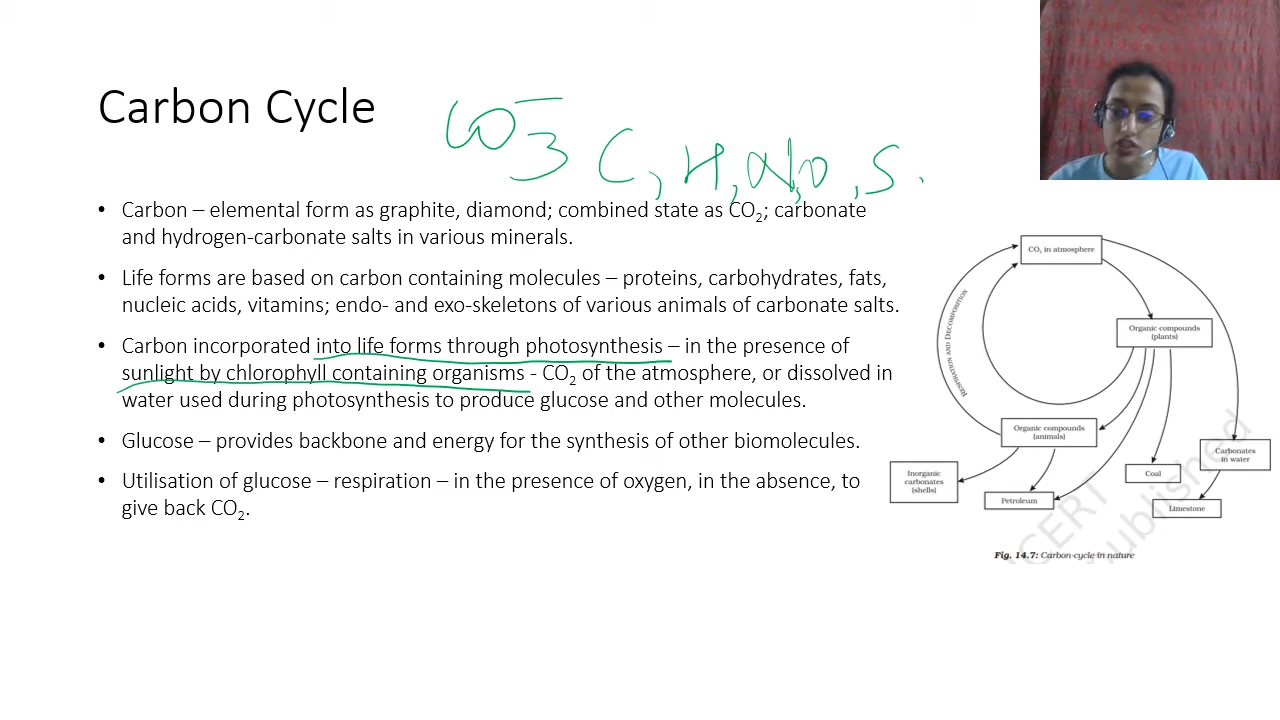 Carbon Cycle
CO3⁻
C, H, N, O, S.
• Carbon – elemental form as graphite, diamond; combined state as CO2; carbonate
and hydrogen-carbonate salts in various minerals.
• Life forms are based on carbon containing molecules – proteins, carbohydrates, fats,
nucleic acids, vitamins; endo- and exo-skeletons of various animals of carbonate salts.
• Carbon incorporated into life forms through photosynthesis – in the presence of
sunlight by chlorophyll containing organisms - CO2 of the atmosphere, or dissolved in
water used during photosynthesis to produce glucose and other molecules.
• Glucose – provides backbone and energy for the synthesis of other biomolecules.
• Utilisation of glucose – respiration – in the presence of oxygen, in the absence, to
give back CO2.
CO2 in atmosphere
RESPIRATION AND DECOMPOSITION
Organic compounds
(plants)
Organic compounds
(animals)
Carbonates
in water
Inorganic
carbonates
(shells)
Coal
Petroleum
Limestone
NCERT
published
Fig. 14.7: Carbon-cycle in nature